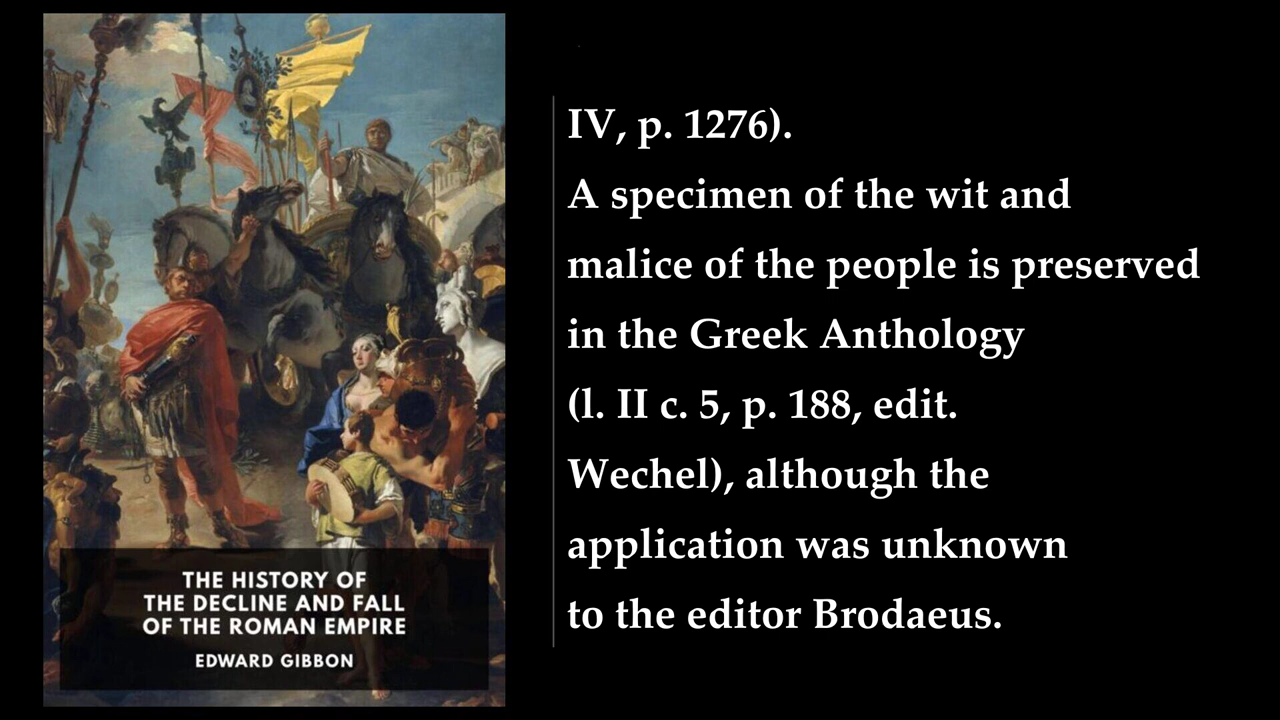 THE HISTORY OF
THE DECLINE AND FALL
OF THE ROMAN EMPIRE
EDWARD GIBBON
IV, p. 1276).
A specimen of the wit and
malice of the people is preserved
in the Greek Anthology
(l. II c. 5, p. 188, edit.
Wechel), although the
application was unknown
to the editor Brodaeus.